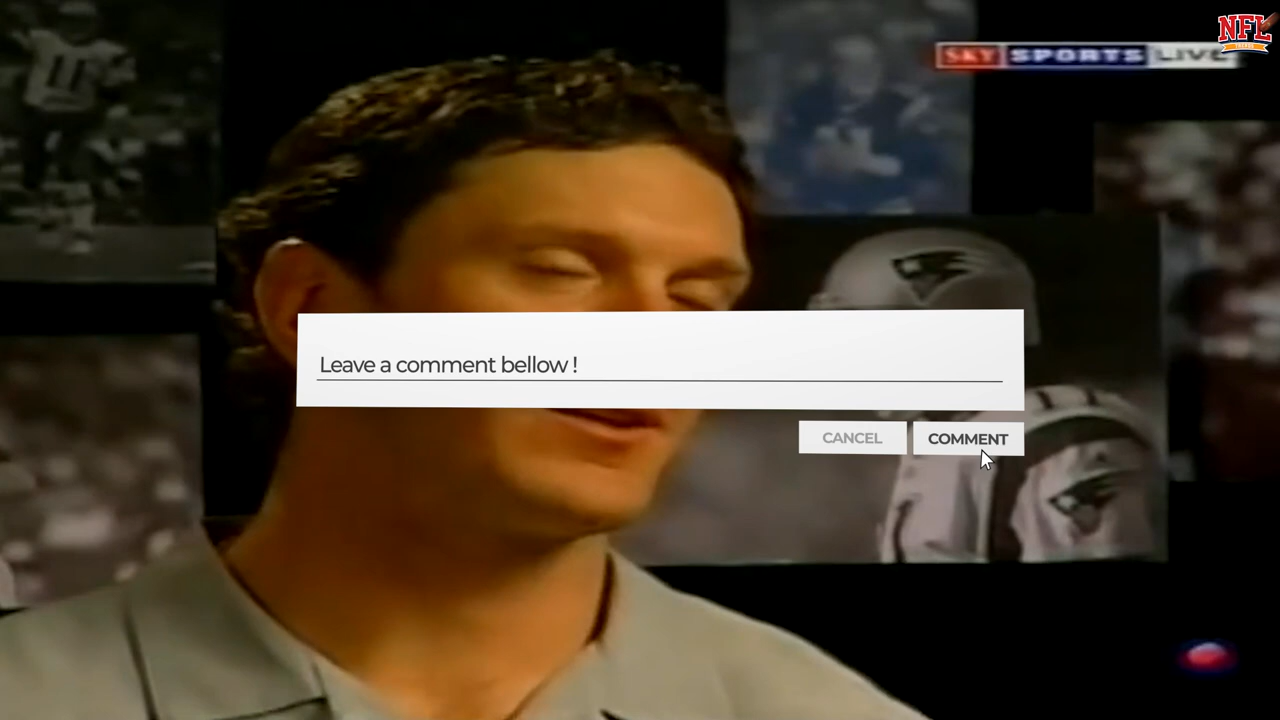 NFL
SKY SPORTS LIVE
Leave a comment bellow !
CANCEL
COMMENT